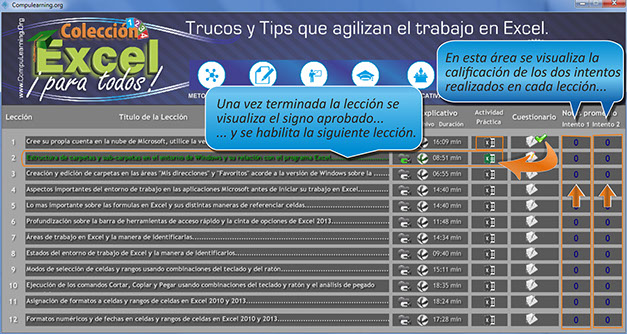 Compulearning.Org
www.CompuLearning.Org
Colección
Excel
¡para todos!
Trucos y Tips que agilizan el trabajo en Excel.
En esta área se visualiza la
calificación de los dos intentos
realizados en cada lección...
Una vez terminada la lección se
visualiza el signo aprobado...
... y se habilita la siguiente lección.
Lección Título de la Lección Duración Actividad Práctica Cuestionario Intento 1 Intento 2
1 Cree su propia cuenta en la nube de Microsoft, utilice la 16:09 min 0 0
2 Estructura de carpetas y sub-carpetas en el entorno de Windows y su relación con el programa Excel 08:51 min 0 0
3 Creación y edición de carpetas en las áreas "Mis direcciones" y "Favoritos" acorde a la versión de Windows sobre la 06:55 min 0 0
4 Aspectos importantes del entorno de trabajo en las aplicaciones Microsoft antes de iniciar su trabajo en Excel 14:40 min 0 0
5 Lo mas importante sobre las formulas en Excel y sus distintas maneras de referenciar celdas 14:40 min 0 0
6 Profundización sobre la barra de herramientas de acceso rápido y la cinta de opciones de Excel 2013 11:48 min 0 0
7 Áreas de trabajo en Excel y la manera de identificarlas. 14:34 min 0 0
8 Estados del entorno de trabajo de Excel y la manera de identificarlos. 09:40 min 0 0
9 Modos de selección de celdas y rangos usando combinaciones del teclado y del ratón 15:11 min 0 0
10 Ejecución de los comandos Cortar, Copiar y Pegar usando combinaciones del teclado y ratón y el análisis de pegado 18:35 min 0 0
11 Asignación de formatos a celdas y rangos de celdas en Excel 2010 y 2013 18:24 min 0 0
12 Formatos numéricos y de fechas en celdas y rangos de celdas en Excel 2010 y 2013 17:28 min 0 0